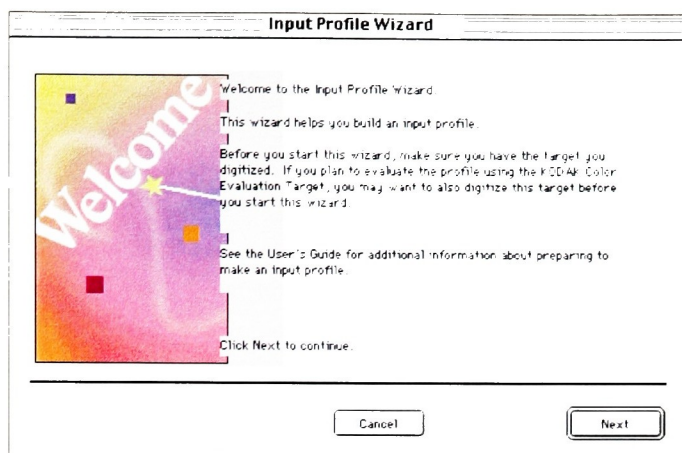 Input Profile Wizard
Welcome
Welcome to the Input Profile Wizard.
This wizard helps you build an input profile.
Before you start this wizard, make sure you have the target you
digitized. If you plan to evaluate the profile using the KODAK Color
Evaluation Target, you may want to also digitize this target before
you start this wizard.
See the User's Guide for additional information about preparing to
make an input profile.
Click Next to continue.
Cancel
Next